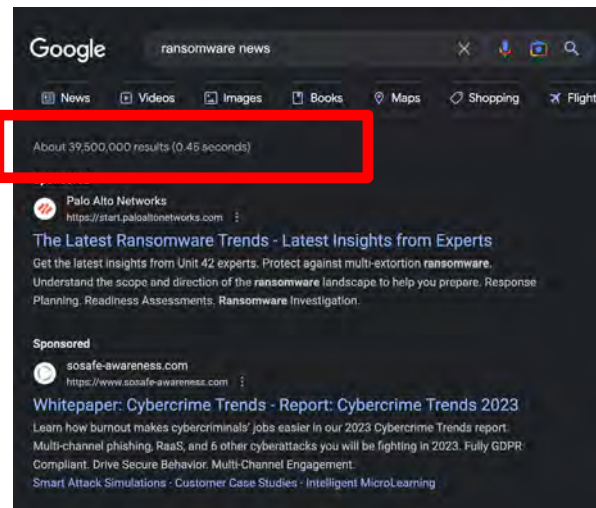 Google
ransomware news
News Videos Images Books Maps Shopping Flight
About 39,500,000 results (0.45 seconds)
Sponsored
Palo Alto Networks
https://start.paloaltonetworks.com
The Latest Ransomware Trends - Latest Insights from Experts
Get the latest insights from Unit 42 experts. Protect against multi-extortion ransomware.
Understand the scope and direction of the ransomware landscape to help you prepare. Response
Planning. Readiness Assessments. Ransomware Investigation.
Sponsored
sosafe-awareness.com
https://www.sosafe-awareness.com
Whitepaper: Cybercrime Trends - Report: Cybercrime Trends 2023
Learn how burnout makes cybercriminals' jobs easier in our 2023 Cybercrime Trends report.
Multi-channel phishing, RaaS, and 6 other cyberattacks you will be fighting in 2023. Fully GDPR
Compliant. Drive Secure Behavior. Multi-Channel Engagement.
Smart Attack Simulations · Customer Case Studies · Intelligent MicroLearning